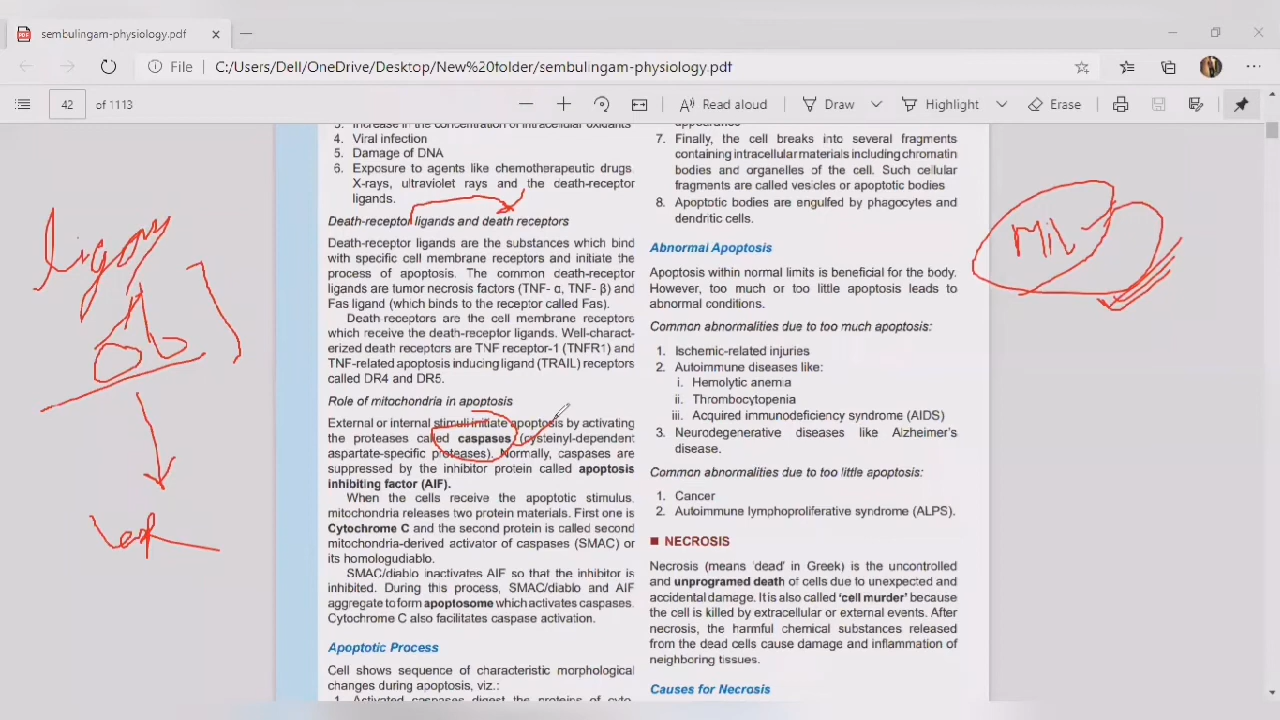 sembulingam-physiology.pdf
File
C:/Users/Dell/OneDrive/Desktop/New%20folder/sembulingam-physiology.pdf
42 of 1113
Read aloud
Draw
Highlight
Erase
3. Increase in the concentration of intracellular oxidants
4. Viral infection
5. Damage of DNA
6. Exposure to agents like chemotherapeutic drugs,
X-rays, ultraviolet rays and the death-receptor
ligands.
Death-receptor ligands and death receptors
Death-receptor ligands are the substances which bind
with specific cell membrane receptors and initiate the
process of apoptosis. The common death-receptor
ligands are tumor necrosis factors (TNF- α, TNF- β) and
Fas ligand (which binds to the receptor called Fas).
Death receptors are the cell membrane receptors
which receive the death-receptor ligands. Well-charact-
erized death receptors are TNF receptor-1 (TNFR1) and
TNF-related apoptosis inducing ligand (TRAIL) receptors
called DR4 and DR5.
Role of mitochondria in apoptosis
External or internal stimuli initiate apoptosis by activating
the proteases called caspases (cysteinyl-dependent
aspartate-specific proteases). Normally, caspases are
suppressed by the inhibitor protein called apoptosis
inhibiting factor (AIF).
When the cells receive the apoptotic stimulus,
mitochondria releases two protein materials. First one is
Cytochrome C and the second protein is called second
mitochondria-derived activator of caspases (SMAC) or
its homologudiablo.
SMAC/diablo inactivates AIF so that the inhibitor is
inhibited. During this process, SMAC/diablo and AIF
aggregate to form apoptosome which activates caspases.
Cytochrome C also facilitates caspase activation.
Apoptotic Process
Cell shows sequence of characteristic morphological
changes during apoptosis, viz.:
1. Activated caspases digest the proteins of cyto-
appearance
7. Finally, the cell breaks into several fragments
containing intracellular materials including chromatin
bodies and organelles of the cell. Such cellular
fragments are called vesicles or apoptotic bodies
8. Apoptotic bodies are engulfed by phagocytes and
dendritic cells.
Abnormal Apoptosis
Apoptosis within normal limits is beneficial for the body.
However, too much or too little apoptosis leads to
abnormal conditions.
Common abnormalities due to too much apoptosis:
1. Ischemic-related injuries
2. Autoimmune diseases like:
i. Hemolytic anemia
ii. Thrombocytopenia
iii. Acquired immunodeficiency syndrome (AIDS)
3. Neurodegenerative diseases like Alzheimer's
disease.
Common abnormalities due to too little apoptosis:
1. Cancer
2. Autoimmune lymphoproliferative syndrome (ALPS).
NECROSIS
Necrosis (means 'dead' in Greek) is the uncontrolled
and unprogramed death of cells due to unexpected and
accidental damage. It is also called 'cell murder' because
the cell is killed by extracellular or external events. After
necrosis, the harmful chemical substances released
from the dead cells cause damage and inflammation of
neighboring tissues.
Causes for Necrosis